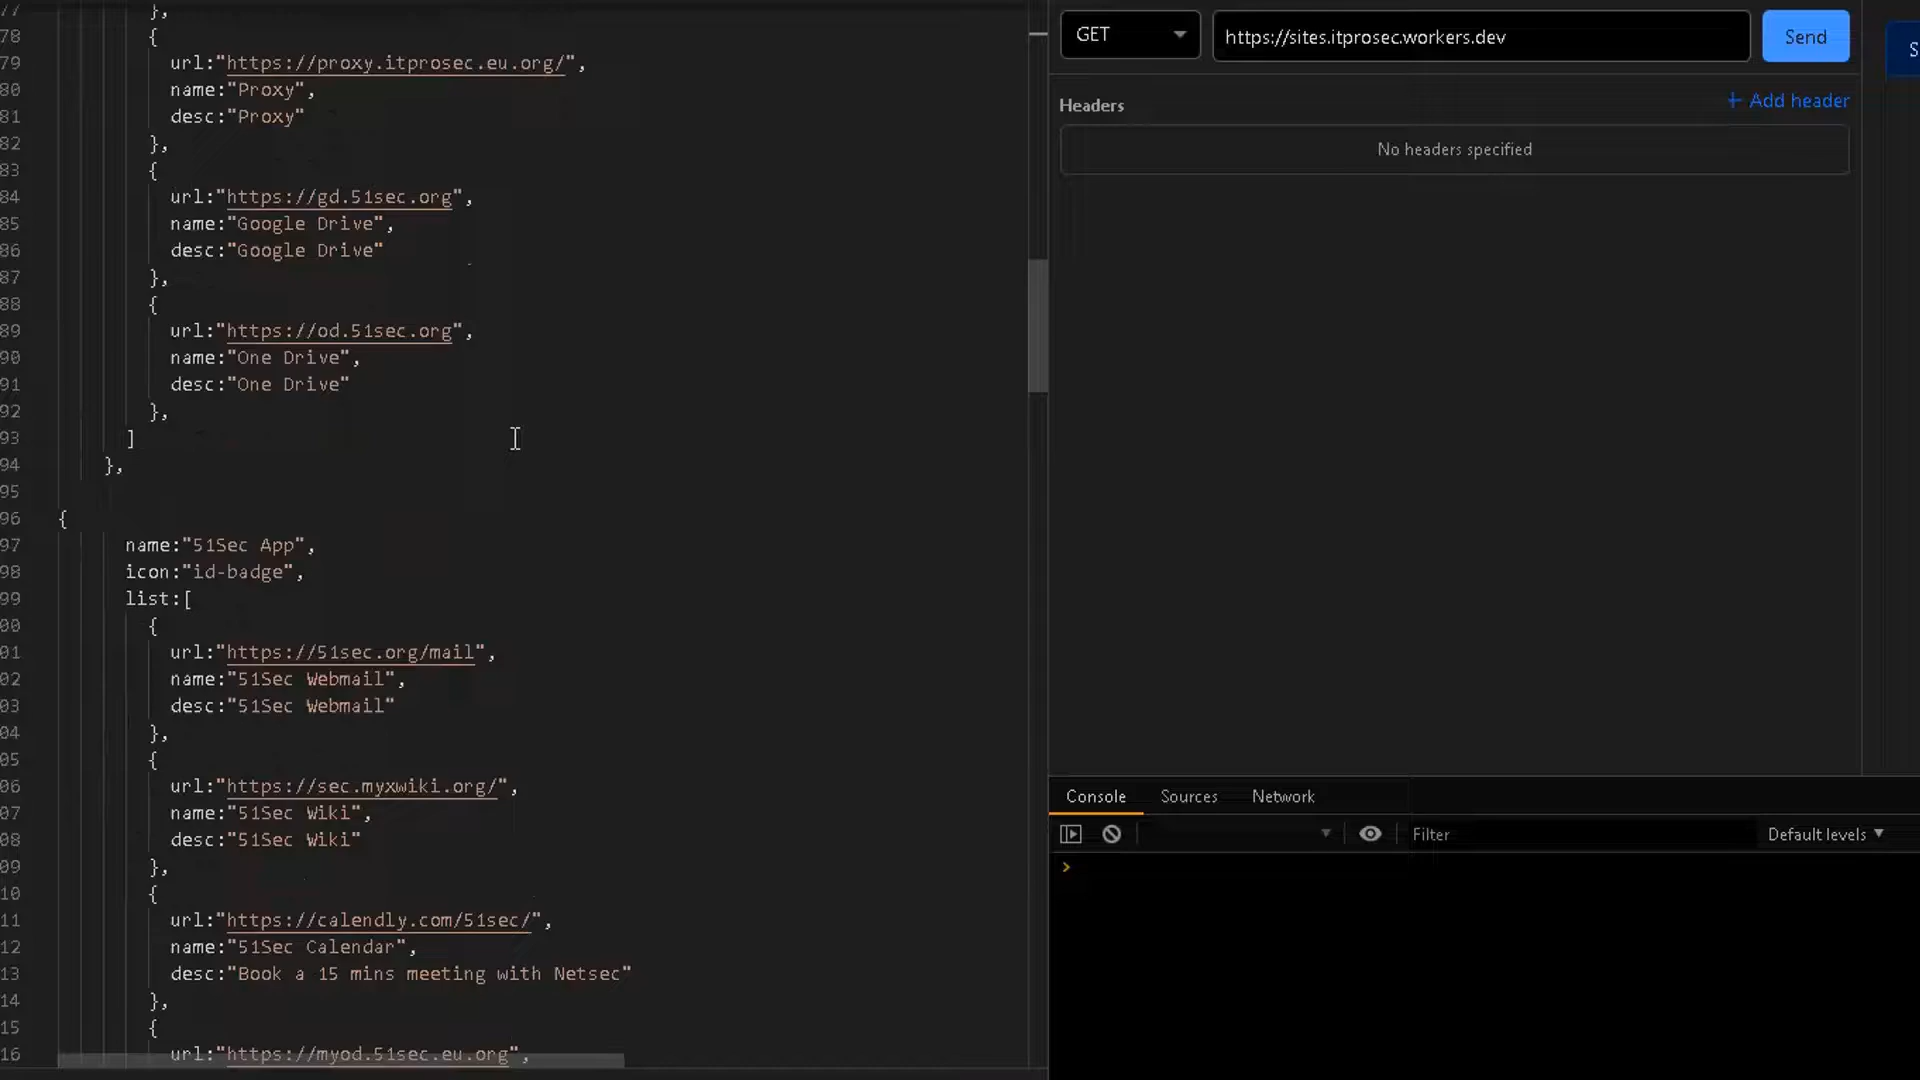 77 },
78 {
79 url:"https://proxy.itprosec.eu.org/",
80 name:"Proxy",
81 desc:"Proxy"
82 },
83 {
84 url:"https://gd.51sec.org",
85 name:"Google Drive",
86 desc:"Google Drive"
87 },
88 {
89 url:"https://od.51sec.org",
90 name:"One Drive",
91 desc:"One Drive"
92 },
93 ]
94 },
95
96 {
97 name:"51Sec App",
98 icon:"id-badge",
99 list:[
00 {
01 url:"https://51sec.org/mail",
02 name:"51Sec Webmail",
03 desc:"51Sec Webmail"
04 },
05 {
06 url:"https://sec.myxwiki.org/",
07 name:"51Sec Wiki",
08 desc:"51Sec Wiki"
09 },
10 {
11 url:"https://calendly.com/51sec/",
12 name:"51Sec Calendar",
13 desc:"Book a 15 mins meeting with Netsec"
14 },
15 {
16 url:"https://myod.51sec.eu.org",
GET https://sites.itprosec.workers.dev Send
S
Headers + Add header
No headers specified
Console Sources Network
Filter Default levels ▼
>